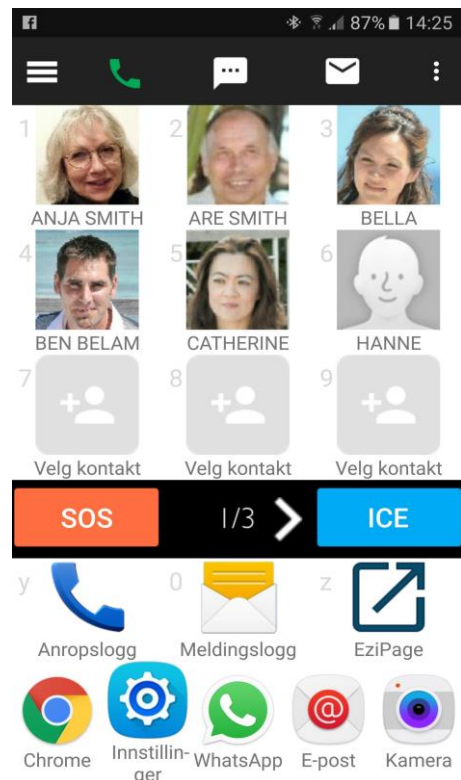 87% 14:25
1 2 3
ANJA SMITH ARE SMITH BELLA
4 5 6
BEN BELAM CATHERINE HANNE
7 8 9
Velg kontakt Velg kontakt Velg kontakt
SOS 1/3 ICE
y 0 z
Anropslogg Meldingslogg EziPage
Chrome Innstillin- WhatsApp E-post Kamera
ger